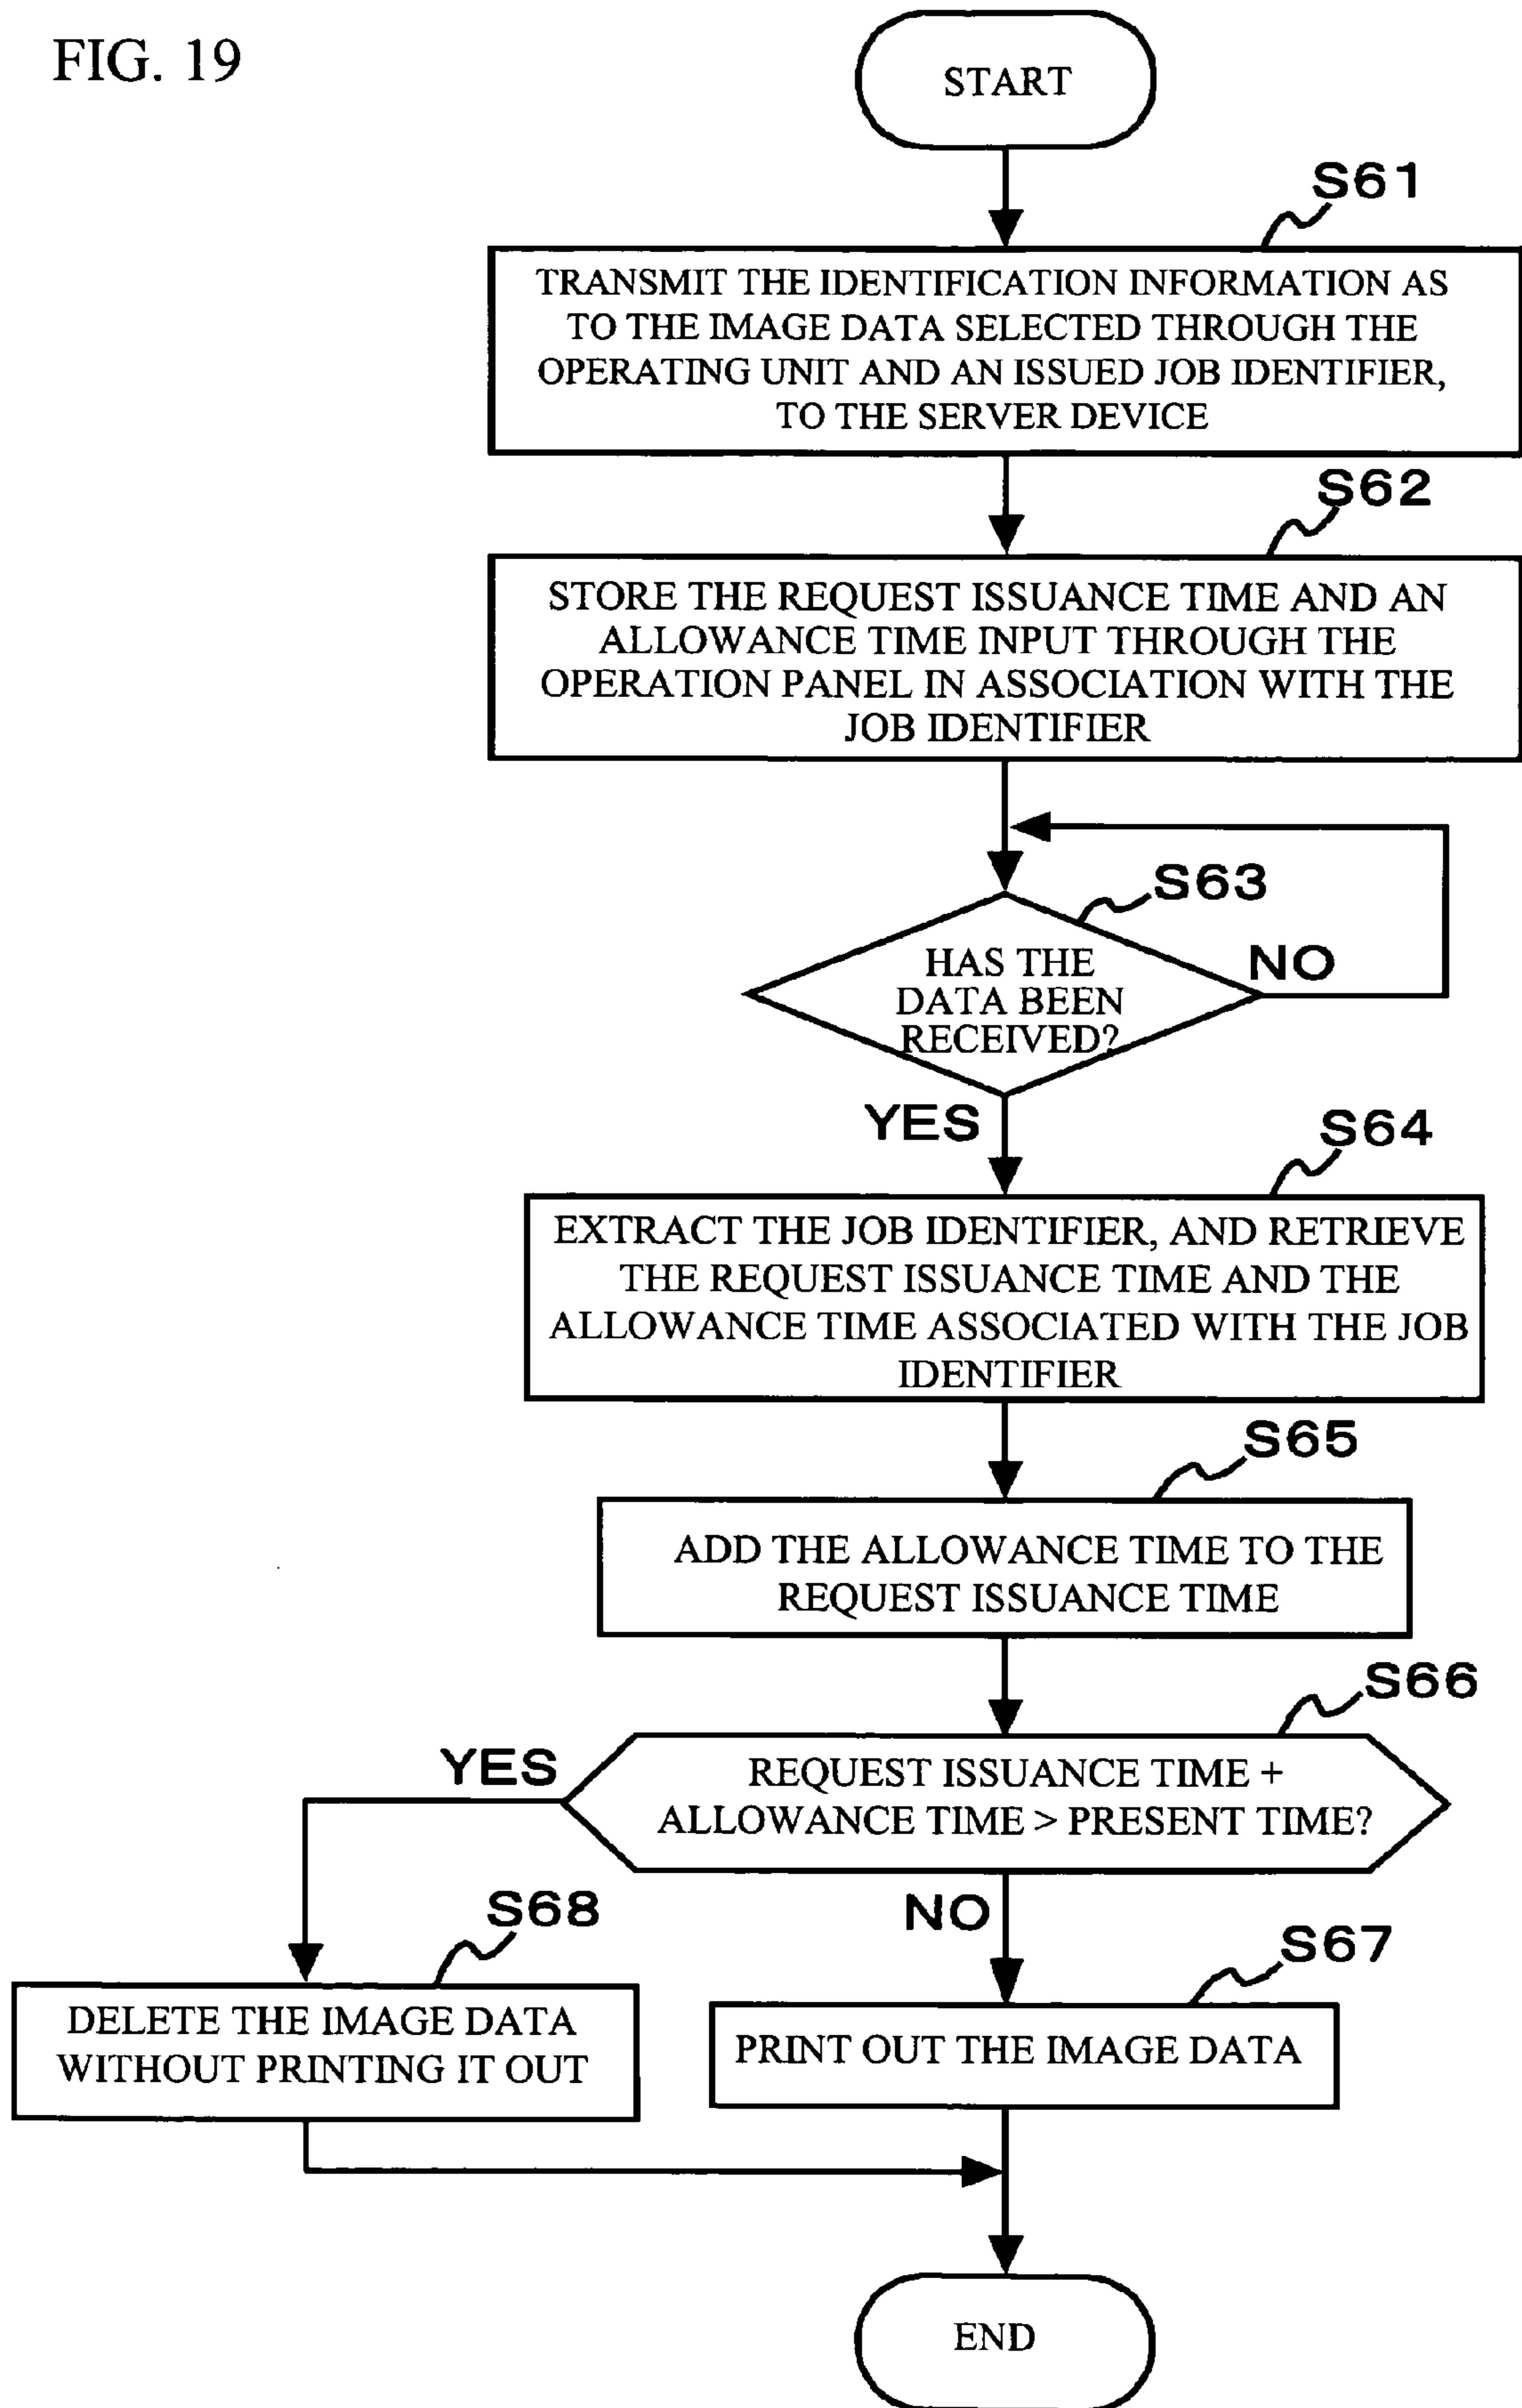 FIG. 19
START
S61
TRANSMIT THE IDENTIFICATION INFORMATION AS
TO THE IMAGE DATA SELECTED THROUGH THE
OPERATING UNIT AND AN ISSUED JOB IDENTIFIER,
TO THE SERVER DEVICE
S62
STORE THE REQUEST ISSUANCE TIME AND AN
ALLOWANCE TIME INPUT THROUGH THE
OPERATION PANEL IN ASSOCIATION WITH THE
JOB IDENTIFIER
S63
HAS THE
DATA BEEN
RECEIVED?
NO
YES
S64
EXTRACT THE JOB IDENTIFIER, AND RETRIEVE
THE REQUEST ISSUANCE TIME AND THE
ALLOWANCE TIME ASSOCIATED WITH THE JOB
IDENTIFIER
S65
ADD THE ALLOWANCE TIME TO THE
REQUEST ISSUANCE TIME
S66
REQUEST ISSUANCE TIME +
ALLOWANCE TIME > PRESENT TIME?
YES
NO
S68
DELETE THE IMAGE DATA
WITHOUT PRINTING IT OUT
S67
PRINT OUT THE IMAGE DATA
END